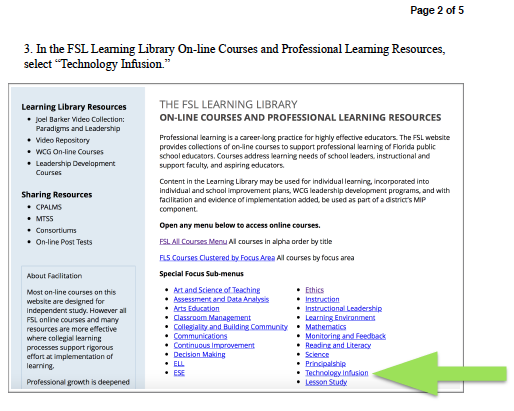 Page 2 of 5
3. In the FSL Learning Library On-line Courses and Professional Learning Resources,
select “Technology Infusion.”
Learning Library Resources
Joel Barker Video Collection:
Paradigms and Leadership
Video Repository
WCG On-line Courses
Leadership Development
Courses
Sharing Resources
CPALMS
MTSS
Consortiums
On-line Post Tests
About Facilitation
Most on-line courses on this
website are designed for
independent study. However all
FSL online courses and many
resources are more effective
where collegial learning
processes support rigorous
effort at implementation of
learning.
Professional growth is deepened
THE FSL LEARNING LIBRARY
ON-LINE COURSES AND PROFESSIONAL LEARNING RESOURCES
Professional learning is a career-long practice for highly effective educators. The FSL website
provides collections of on-line courses to support professional learning of Florida public
school educators. Courses address learning needs of school leaders, instructional and
support faculty, and aspiring educators.
Content in the Learning Library may be used for individual learning, incorporated into
individual and school improvement plans, WCG leadership development programs, and with
facilitation and evidence of implementation added, be used as part of a district's MIP
component.
Open any menu below to access online courses.
FSL All Courses Menu All courses in alpha order by title
FLS Courses Clustered by Focus Area All courses by focus area
Special Focus Sub-menus
Art and Science of Teaching
Assessment and Data Analysis
Arts Education
Classroom Management
Collegiality and Building Community
Communications
Continuous Improvement
Decision Making
ELL
ESE
Ethics
Instruction
Instructional Leadership
Learning Environment
Mathematics
Monitoring and Feedback
Reading and Literacy
Science
Principalship
Technology Infusion
Lesson Study